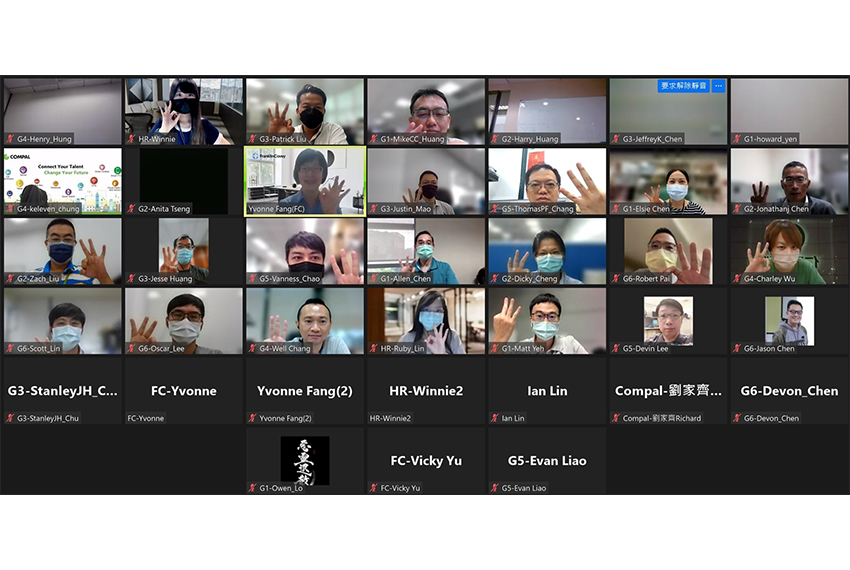 G4-Henry_Hung
HR-Winnie
G3-Patrick Liu
G1-MikeCC_Huang
G2-Harry_Huang
要求解除靜音 ...
G3-JeffreyK_Chen
G1-howard_yen
COMPAL
Connect Your Talent
Change Your Future
G4-keleven_chung
G2-Anita Tseng
FranklinCovey
Yvonne Fang(FC)
G3-Justin_Mao
G5-ThomasPF_Chang
G1-Elsie Chen
G2-Jonathanj Chen
G2-Zach_Liu
G3-Jesse Huang
G5-Vanness_Chao
G1-Allen_Chen
G2-Dicky_Cheng
G6-Robert Pai
G4-Charley Wu
G6-Scott_Lin
G6-Oscar_Lee
G4-Well Chang
HR-Ruby_Lin
G1-Matt Yeh
G5-Devin Lee
G6-Jason Chen
G3-StanleyJH_C...
G3-StanleyJH_Chu
FC-Yvonne
FC-Yvonne
Yvonne Fang(2)
Yvonne Fang(2)
HR-Winnie2
HR-Winnie2
Ian Lin
Ian Lin
Compal-劉家齊...
Compal-劉家齊Richard
G6-Devon_Chen
G6-Devon_Chen
惡靈退散
G1-Owen_Lo
FC-Vicky Yu
FC-Vicky Yu
G5-Evan Liao
G5-Evan Liao